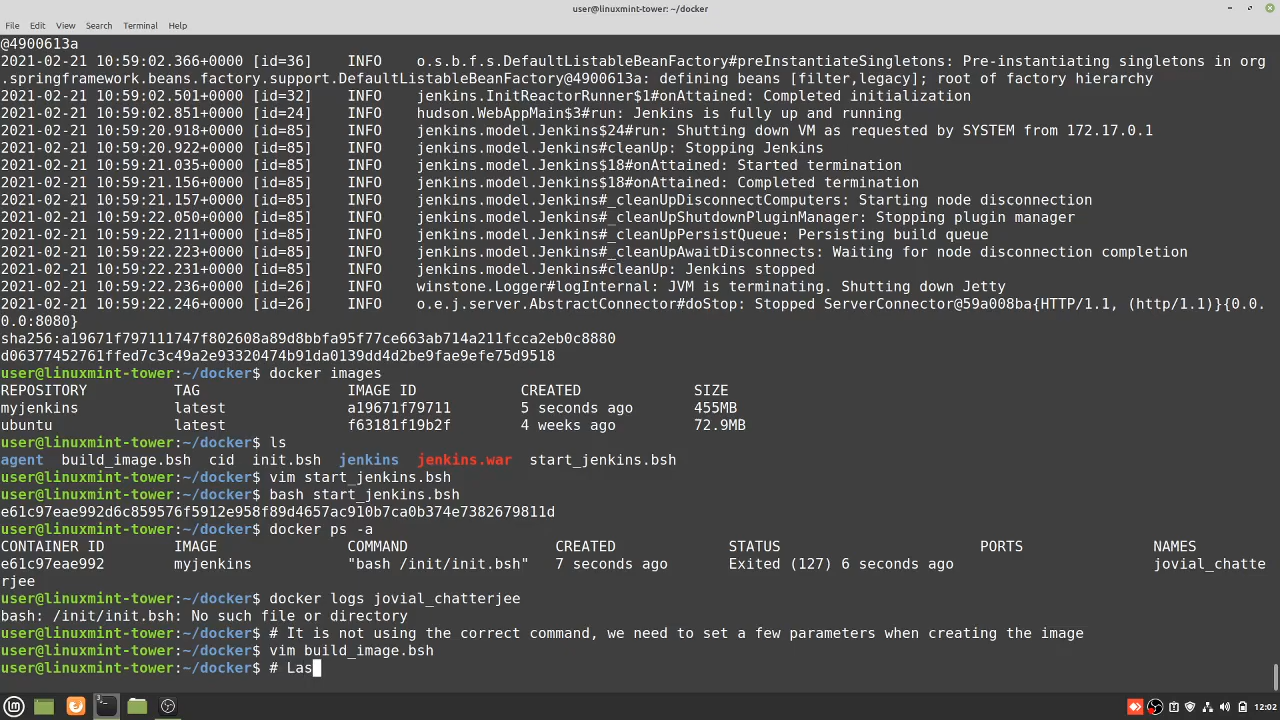 user@linuxmint-tower: ~/docker
File Edit View Search Terminal Help
@4900613a
2021-02-21 10:59:02.366+0000 [id=36] INFO o.s.b.f.s.DefaultListableBeanFactory#preInstantiateSingletons: Pre-instantiating singletons in org
.springframework.beans.factory.support.DefaultListableBeanFactory@4900613a: defining beans [filter,legacy]; root of factory hierarchy
2021-02-21 10:59:02.501+0000 [id=32] INFO jenkins.InitReactorRunner$1#onAttained: Completed initialization
2021-02-21 10:59:02.851+0000 [id=24] INFO hudson.WebAppMain$3#run: Jenkins is fully up and running
2021-02-21 10:59:20.918+0000 [id=85] INFO jenkins.model.Jenkins$24#run: Shutting down VM as requested by SYSTEM from 172.17.0.1
2021-02-21 10:59:20.922+0000 [id=85] INFO jenkins.model.Jenkins#cleanUp: Stopping Jenkins
2021-02-21 10:59:21.035+0000 [id=85] INFO jenkins.model.Jenkins$18#onAttained: Started termination
2021-02-21 10:59:21.156+0000 [id=85] INFO jenkins.model.Jenkins$18#onAttained: Completed termination
2021-02-21 10:59:21.157+0000 [id=85] INFO jenkins.model.Jenkins#_cleanUpDisconnectComputers: Starting node disconnection
2021-02-21 10:59:22.050+0000 [id=85] INFO jenkins.model.Jenkins#_cleanUpShutdownPluginManager: Stopping plugin manager
2021-02-21 10:59:22.211+0000 [id=85] INFO jenkins.model.Jenkins#_cleanUpPersistQueue: Persisting build queue
2021-02-21 10:59:22.223+0000 [id=85] INFO jenkins.model.Jenkins#_cleanUpAwaitDisconnects: Waiting for node disconnection completion
2021-02-21 10:59:22.231+0000 [id=85] INFO jenkins.model.Jenkins#cleanUp: Jenkins stopped
2021-02-21 10:59:22.236+0000 [id=26] INFO winstone.Logger#logInternal: JVM is terminating. Shutting down Jetty
2021-02-21 10:59:22.246+0000 [id=26] INFO o.e.j.server.AbstractConnector#doStop: Stopped ServerConnector@59a008ba{HTTP/1.1, (http/1.1)}{0.0.
0.0:8080}
sha256:a19671f797111747f802608a89d8bbfa95f77ce663ab714a211fcca2eb0c8880
d06377452761ffed7c3c49a2e93320474b91da0139dd4d2be9fae9efe75d9518
user@linuxmint-tower:~/docker$ docker images
REPOSITORY TAG IMAGE ID CREATED SIZE
myjenkins latest a19671f79711 5 seconds ago 455MB
ubuntu latest f63181f19b2f 4 weeks ago 72.9MB
user@linuxmint-tower:~/docker$ ls
agent build_image.bsh cid init.bsh jenkins jenkins.war start_jenkins.bsh
user@linuxmint-tower:~/docker$ vim start_jenkins.bsh
user@linuxmint-tower:~/docker$ bash start_jenkins.bsh
e61c97eae992d6c859576f5912e958f89d4657ac910b7ca0b374e7382679811d
user@linuxmint-tower:~/docker$ docker ps -a
CONTAINER ID IMAGE COMMAND CREATED STATUS PORTS NAMES
e61c97eae992 myjenkins "bash /init/init.bsh" 7 seconds ago Exited (127) 6 seconds ago jovial_chatte
rjee
user@linuxmint-tower:~/docker$ docker logs jovial_chatterjee
bash: /init/init.bsh: No such file or directory
user@linuxmint-tower:~/docker$ # It is not using the correct command, we need to set a few parameters when creating the image
user@linuxmint-tower:~/docker$ vim build_image.bsh
user@linuxmint-tower:~/docker$ # Las
12:02